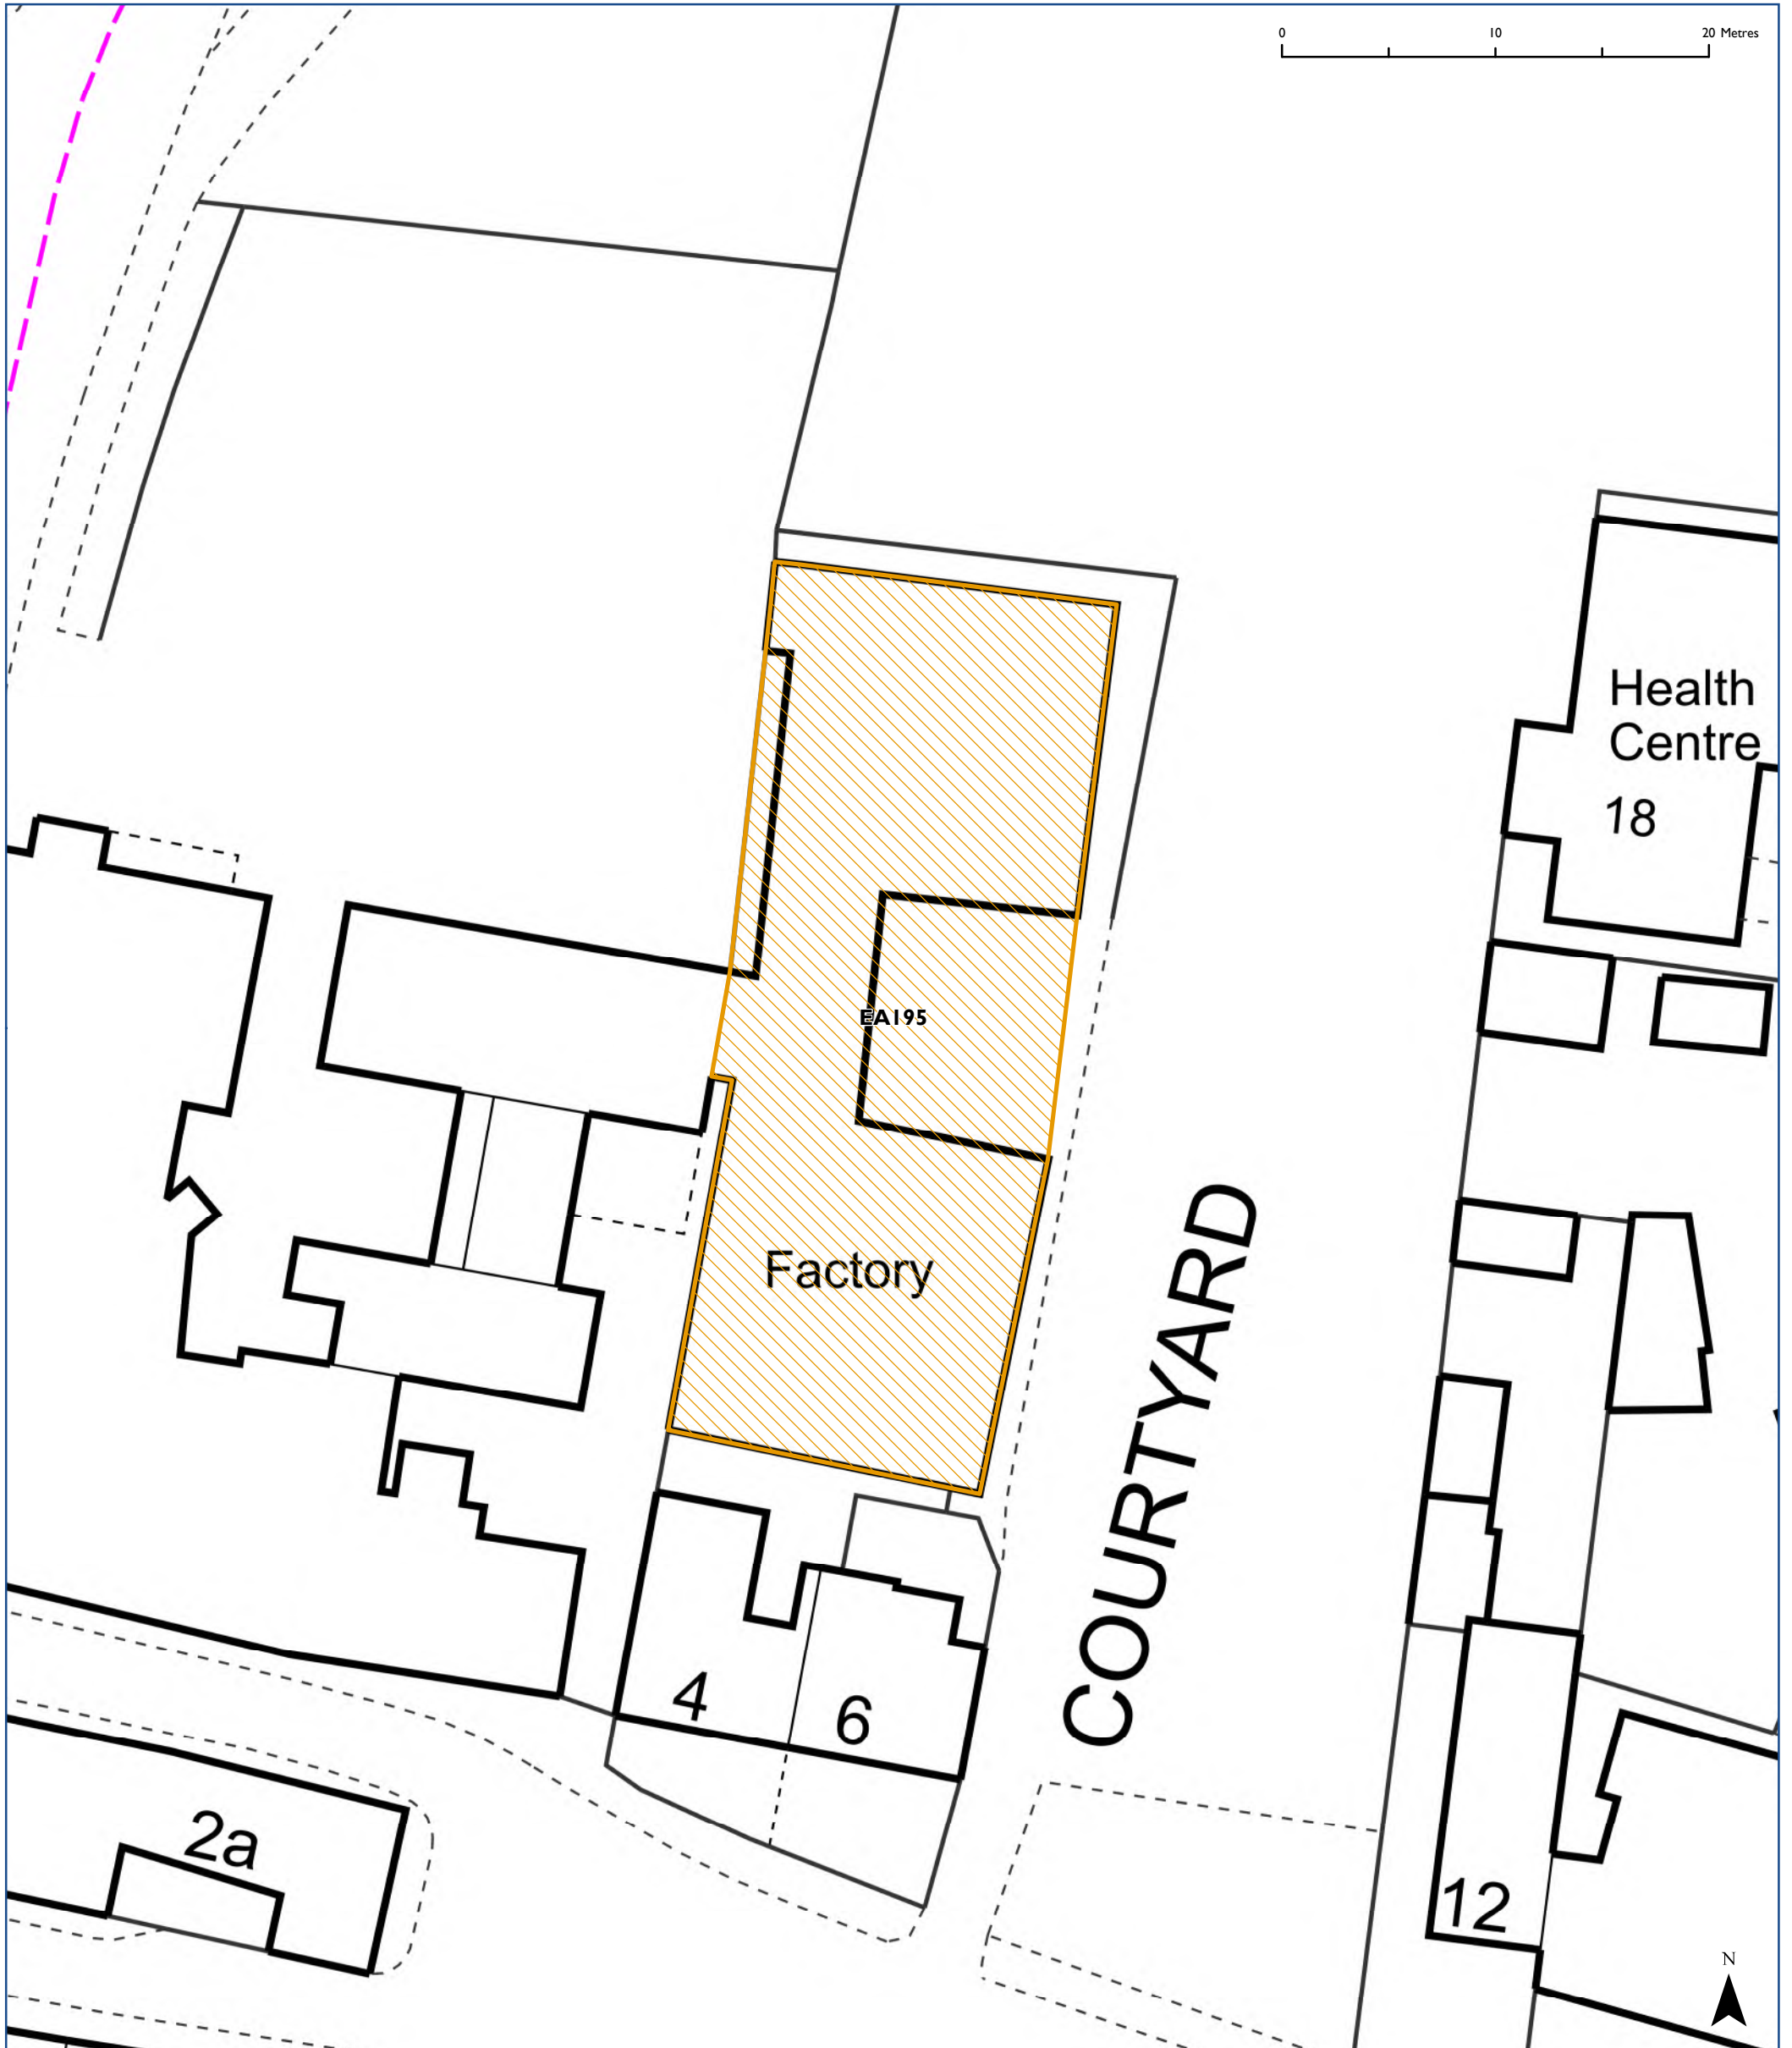 0 10 20 Metres
Health
Centre
18
EA195
Factory
COURTYARD
4
6
2a
12
N